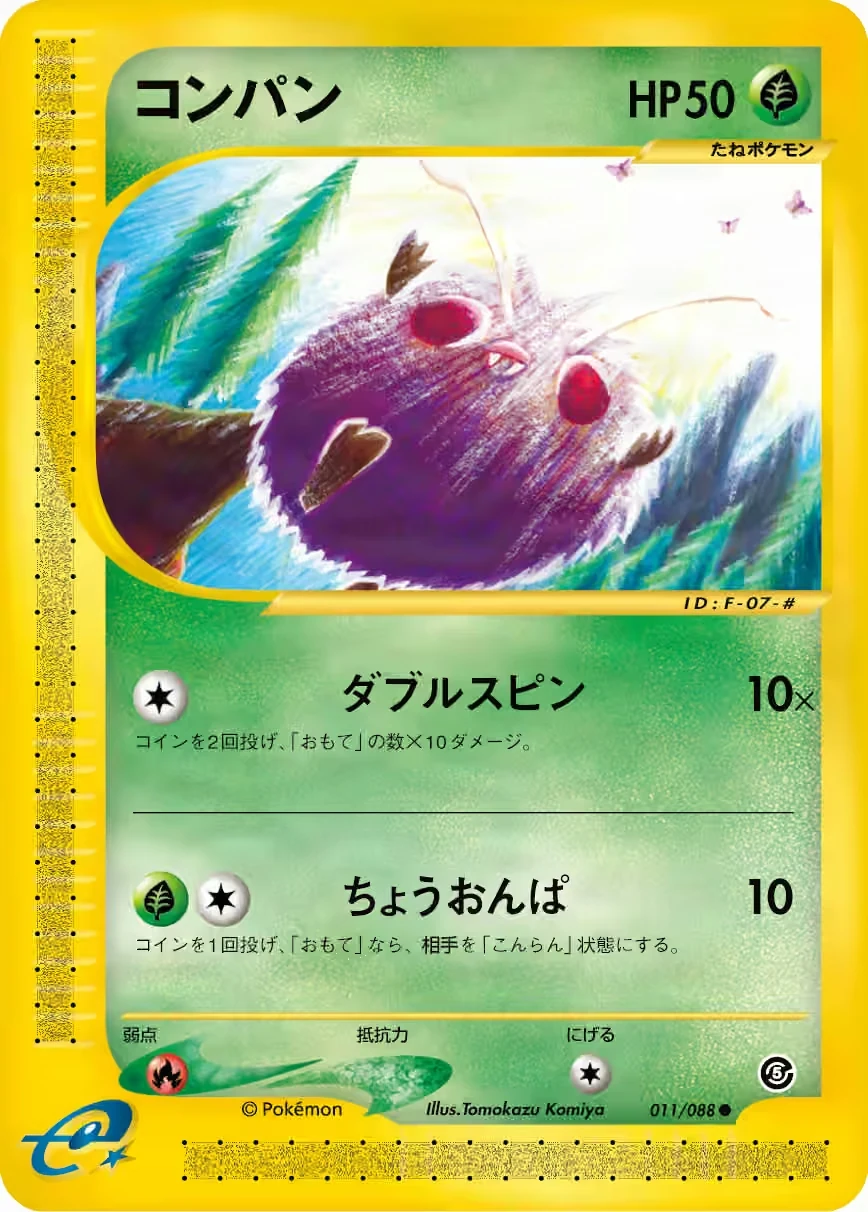 コンパン
HP50
たねポケモン
ID:F-07-#
ダブルスピン 10×
コインを2回投げ、「おもて」の数×10ダメージ。
ちょうおんぱ 10
コインを1回投げ、「おもて」なら、相手を「こんらん」状態にする。
弱点 抵抗力 にげる
5
© Pokémon Illus.Tomokazu Komiya 011/088●
e